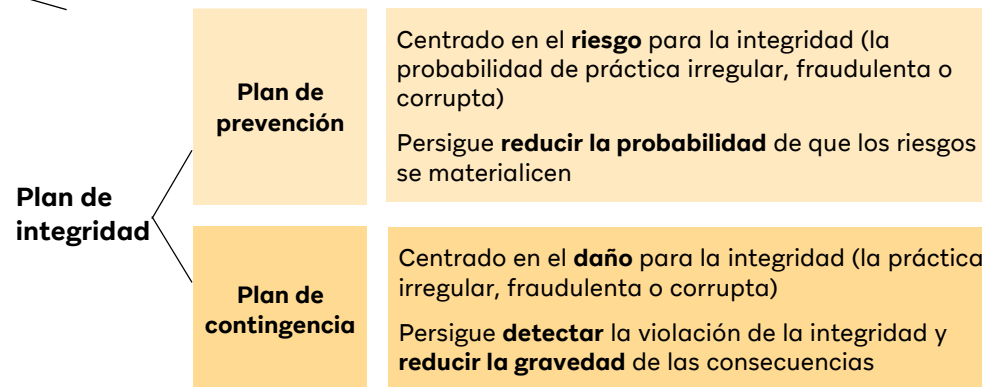 Plan de
integridad
Plan de
prevención
Centrado en el riesgo para la integridad (la
probabilidad de práctica irregular, fraudulenta o
corrupta)
Persigue reducir la probabilidad de que los riesgos
se materialicen
Plan de
contingencia
Centrado en el daño para la integridad (la práctica
irregular, fraudulenta o corrupta)
Persigue detectar la violación de la integridad y
reducir la gravedad de las consecuencias